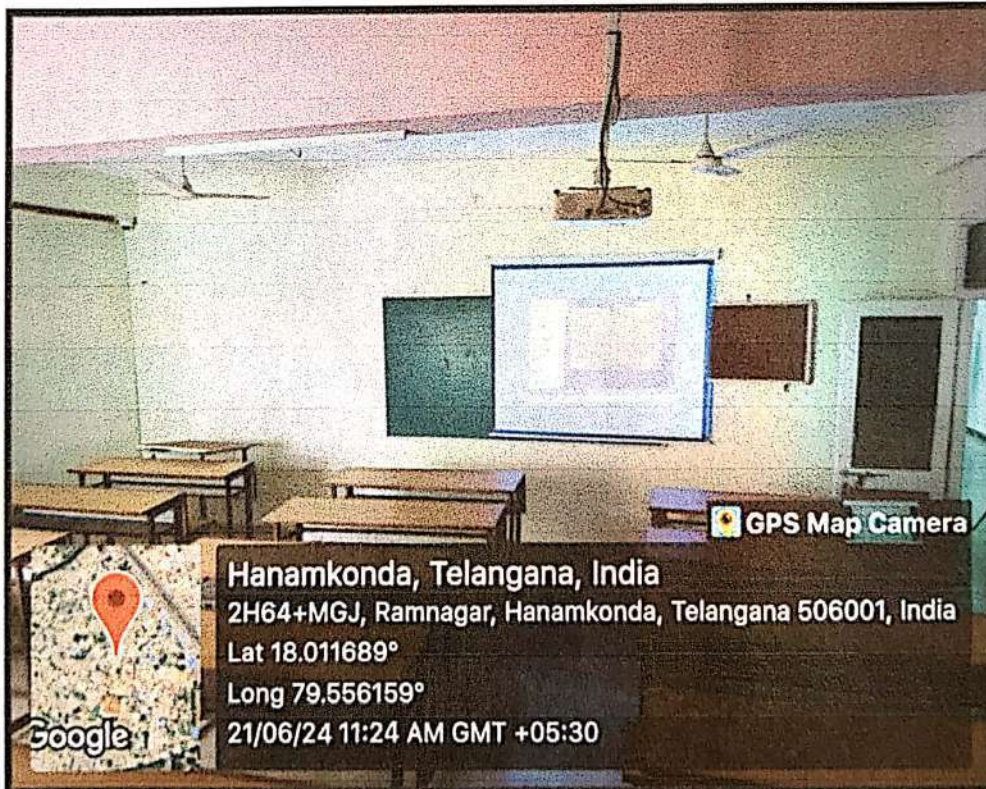 GPS Map Camera
Hanamkonda, Telangana, India
2H64+MGJ, Ramnagar, Hanamkonda, Telangana 506001, India
Lat 18.011689°
Long 79.556159°
21/06/24 11:24 AM GMT +05:30
Google